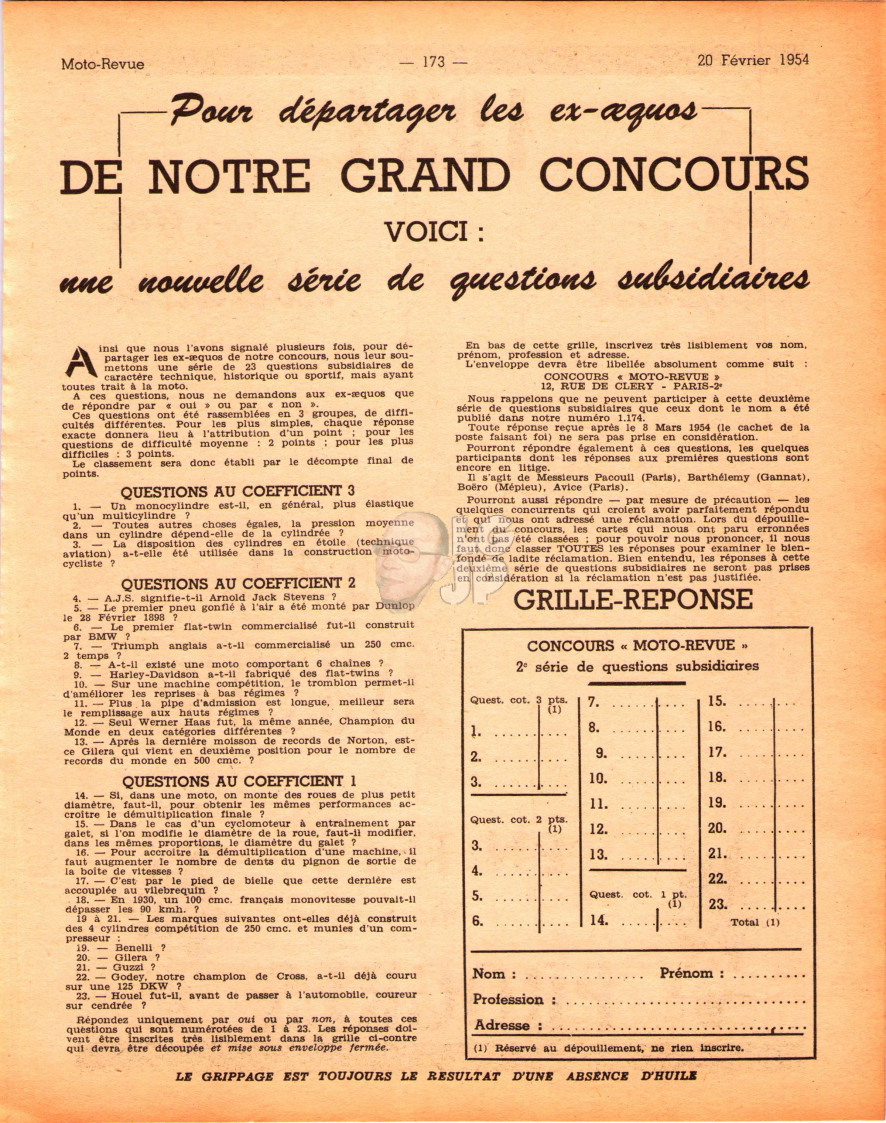 Moto-Revue
— 173 —
20 Février 1954
Pour départager les ex-æquos
DE NOTRE GRAND CONCOURS
VOICI :
une nouvelle série de questions subsidiaires
Ainsi que nous l'avons signalé plusieurs fois, pour dé-
partager les ex-æquos de notre concours, nous leur sou-
mettons une série de 23 questions subsidiaires de
caractère technique, historique ou sportif, mais ayant
toutes trait à la moto.
A ces questions, nous ne demandons aux ex-æquos que
de répondre par « oui » ou par « non ».
Ces questions ont été rassemblées en 3 groupes, de diffi-
cultés différentes. Pour les plus simples, chaque réponse
exacte donnera lieu à l'attribution d'un point ; pour les
questions de difficulté moyenne : 2 points ; pour les plus
difficiles : 3 points.
Le classement sera donc établi par le décompte final de
points.
QUESTIONS AU COEFFICIENT 3
1. — Un monocylindre est-il, en général, plus élastique
qu'un multicylindre ?
2. — Toutes autres choses égales, la pression moyenne
dans un cylindre dépend-elle de la cylindrée ?
3. — La disposition des cylindres en étoile (technique
aviation) a-t-elle été utilisée dans la construction moto-
cycliste ?
QUESTIONS AU COEFFICIENT 2
4. — A.J.S. signifie-t-il Arnold Jack Stevens ?
5. — Le premier pneu gonflé à l'air a été monté par Dunlop
le 28 Février 1898 ?
6. — Le premier flat-twin commercialisé fut-il construit
par BMW ?
7. — Triumph anglais a-t-il commercialisé un 250 cmc.
2 temps ?
8. — A-t-il existé une moto comportant 6 chaines ?
9. — Harley-Davidson a-t-il fabriqué des flat-twins ?
10. — Sur une machine compétition, le tromblon permet-il
d'améliorer les reprises à bas régimes ?
11. — Plus la pipe d'admission est longue, meilleur sera
le remplissage aux hauts régimes ?
12. — Seul Werner Haas fut, la même année, Champion du
Monde en deux catégories différentes ?
13. — Après la dernière moisson de records de Norton, est-
ce Gilera qui vient en deuxième position pour le nombre de
records du monde en 500 cmc. ?
QUESTIONS AU COEFFICIENT 1
14. — Si, dans une moto, on monte des roues de plus petit
diamètre, faut-il, pour obtenir les mêmes performances ac-
croître le démultiplication finale ?
15. — Dans le cas d'un cyclomoteur à entraînement par
galet, si l'on modifie le diamétre de la roue, faut-il modifier,
dans les mêmes proportions, le diamètre du galet ?
16. — Pour accroître la démultiplication d'une machine, il
faut augmenter le nombre de dents du pignon de sortie de
la boîte de vitesses ?
17. — C'est par le pied de bielle que cette dernière est
accouplée au vilebrequin ?
18. — En 1930, un 100 cmc. français monovitesse pouvait-il
dépasser les 90 kmh. ?
19 à 21. — Les marques suivantes ont-elles déjà construit
des 4 cylindres compétition de 250 cmc. et munies d'un com-
presseur :
19. — Benelli ?
20. — Gilera ?
21. — Guzzi ?
22. — Godey, notre champion de Cross, a-t-il déjà couru
sur une 125 DKW ?
23. — Houel fut-il, avant de passer à l'automobile, coureur
sur cendrée ?
Répondez uniquement par oui ou par non, à toutes ces
questions qui sont numérotées de 1 à 23. Les réponses doi-
vent être inscrites très lisiblement dans la grille ci-contre
qui devra être découpée et mise sous enveloppe fermée.
En bas de cette grille, inscrivez trés lisiblement vos nom,
prénom, profession et adresse.
L'enveloppe devra être libellée absolument comme suit :
CONCOURS « MOTO-REVUE »
12, RUE DE CLERY - PARIS-2e
Nous rappelons que ne peuvent participer à cette deuxième
série de questions subsidiaires que ceux dont le nom a été
publié dans notre numéro 1.174.
Toute réponse reçue après le 8 Mars 1954 (le cachet de la
poste faisant foi) ne sera pas prise en considération.
Pourront répondre également à ces questions, les quelques
participants dont les réponses aux premières questions sont
encore en litige.
Il s'agit de Messieurs Pacoull (Paris), Barthélemy (Gannat),
Boëro (Mépieu), Avice (Paris).
Pourront aussi répondre — par mesure de précaution — les
quelques concurrents qui croient avoir parfaitement répondu
et qui nous ont adressé une réclamation. Lors du dépouille-
ment du concours, les cartes qui nous ont paru erronées
n'ont pas été classées ; pour pouvoir nous prononcer, il nous
faut donc classer TOUTES les réponses pour examiner le bien-
fondé de ladite réclamation. Bien entendu, les réponses à cette
deuxième série de questions subsidiaires ne seront pas prises
en considération si la réclamation n'est pas justifiée.
JP
GRILLE-REPONSE
CONCOURS « MOTO-REVUE »
2e série de questions subsidiaires
Quest. cot. 3 pts.
(1)
1. ..........
2. ..........
3. ..........
Quest. cot. 2 pts.
(1)
3. ..........
4. ..........
5. ..........
6. ..........
7. ..........
8. ..........
9. ..........
10. ..........
11. ..........
12. ..........
13. ..........
Quest. cot. 1 pt.
(1)
14. ..........
15. ..........
16. ..........
17. ..........
18. ..........
19. ..........
20. ..........
21. ..........
22. ..........
23. ..........
Total (1)
Nom : .................. Prénom : ..........
Profession : ..............................
Adresse : ..............................
(1) Réservé au dépouillement, ne rien inscrire.
LE GRIPPAGE EST TOUJOURS LE RESULTAT D'UNE ABSENCE D'HUILE